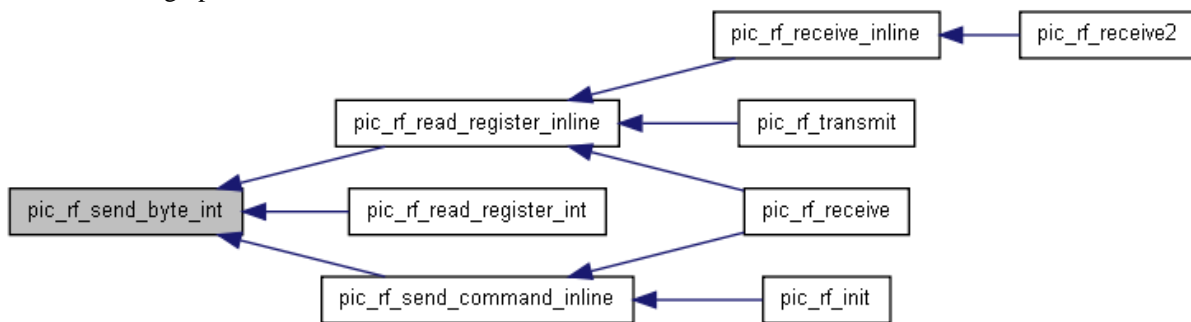 pic_rf_receive_inline
pic_rf_receive2
pic_rf_read_register_inline
pic_rf_transmit
pic_rf_send_byte_int
pic_rf_read_register_int
pic_rf_receive
pic_rf_send_command_inline
pic_rf_init